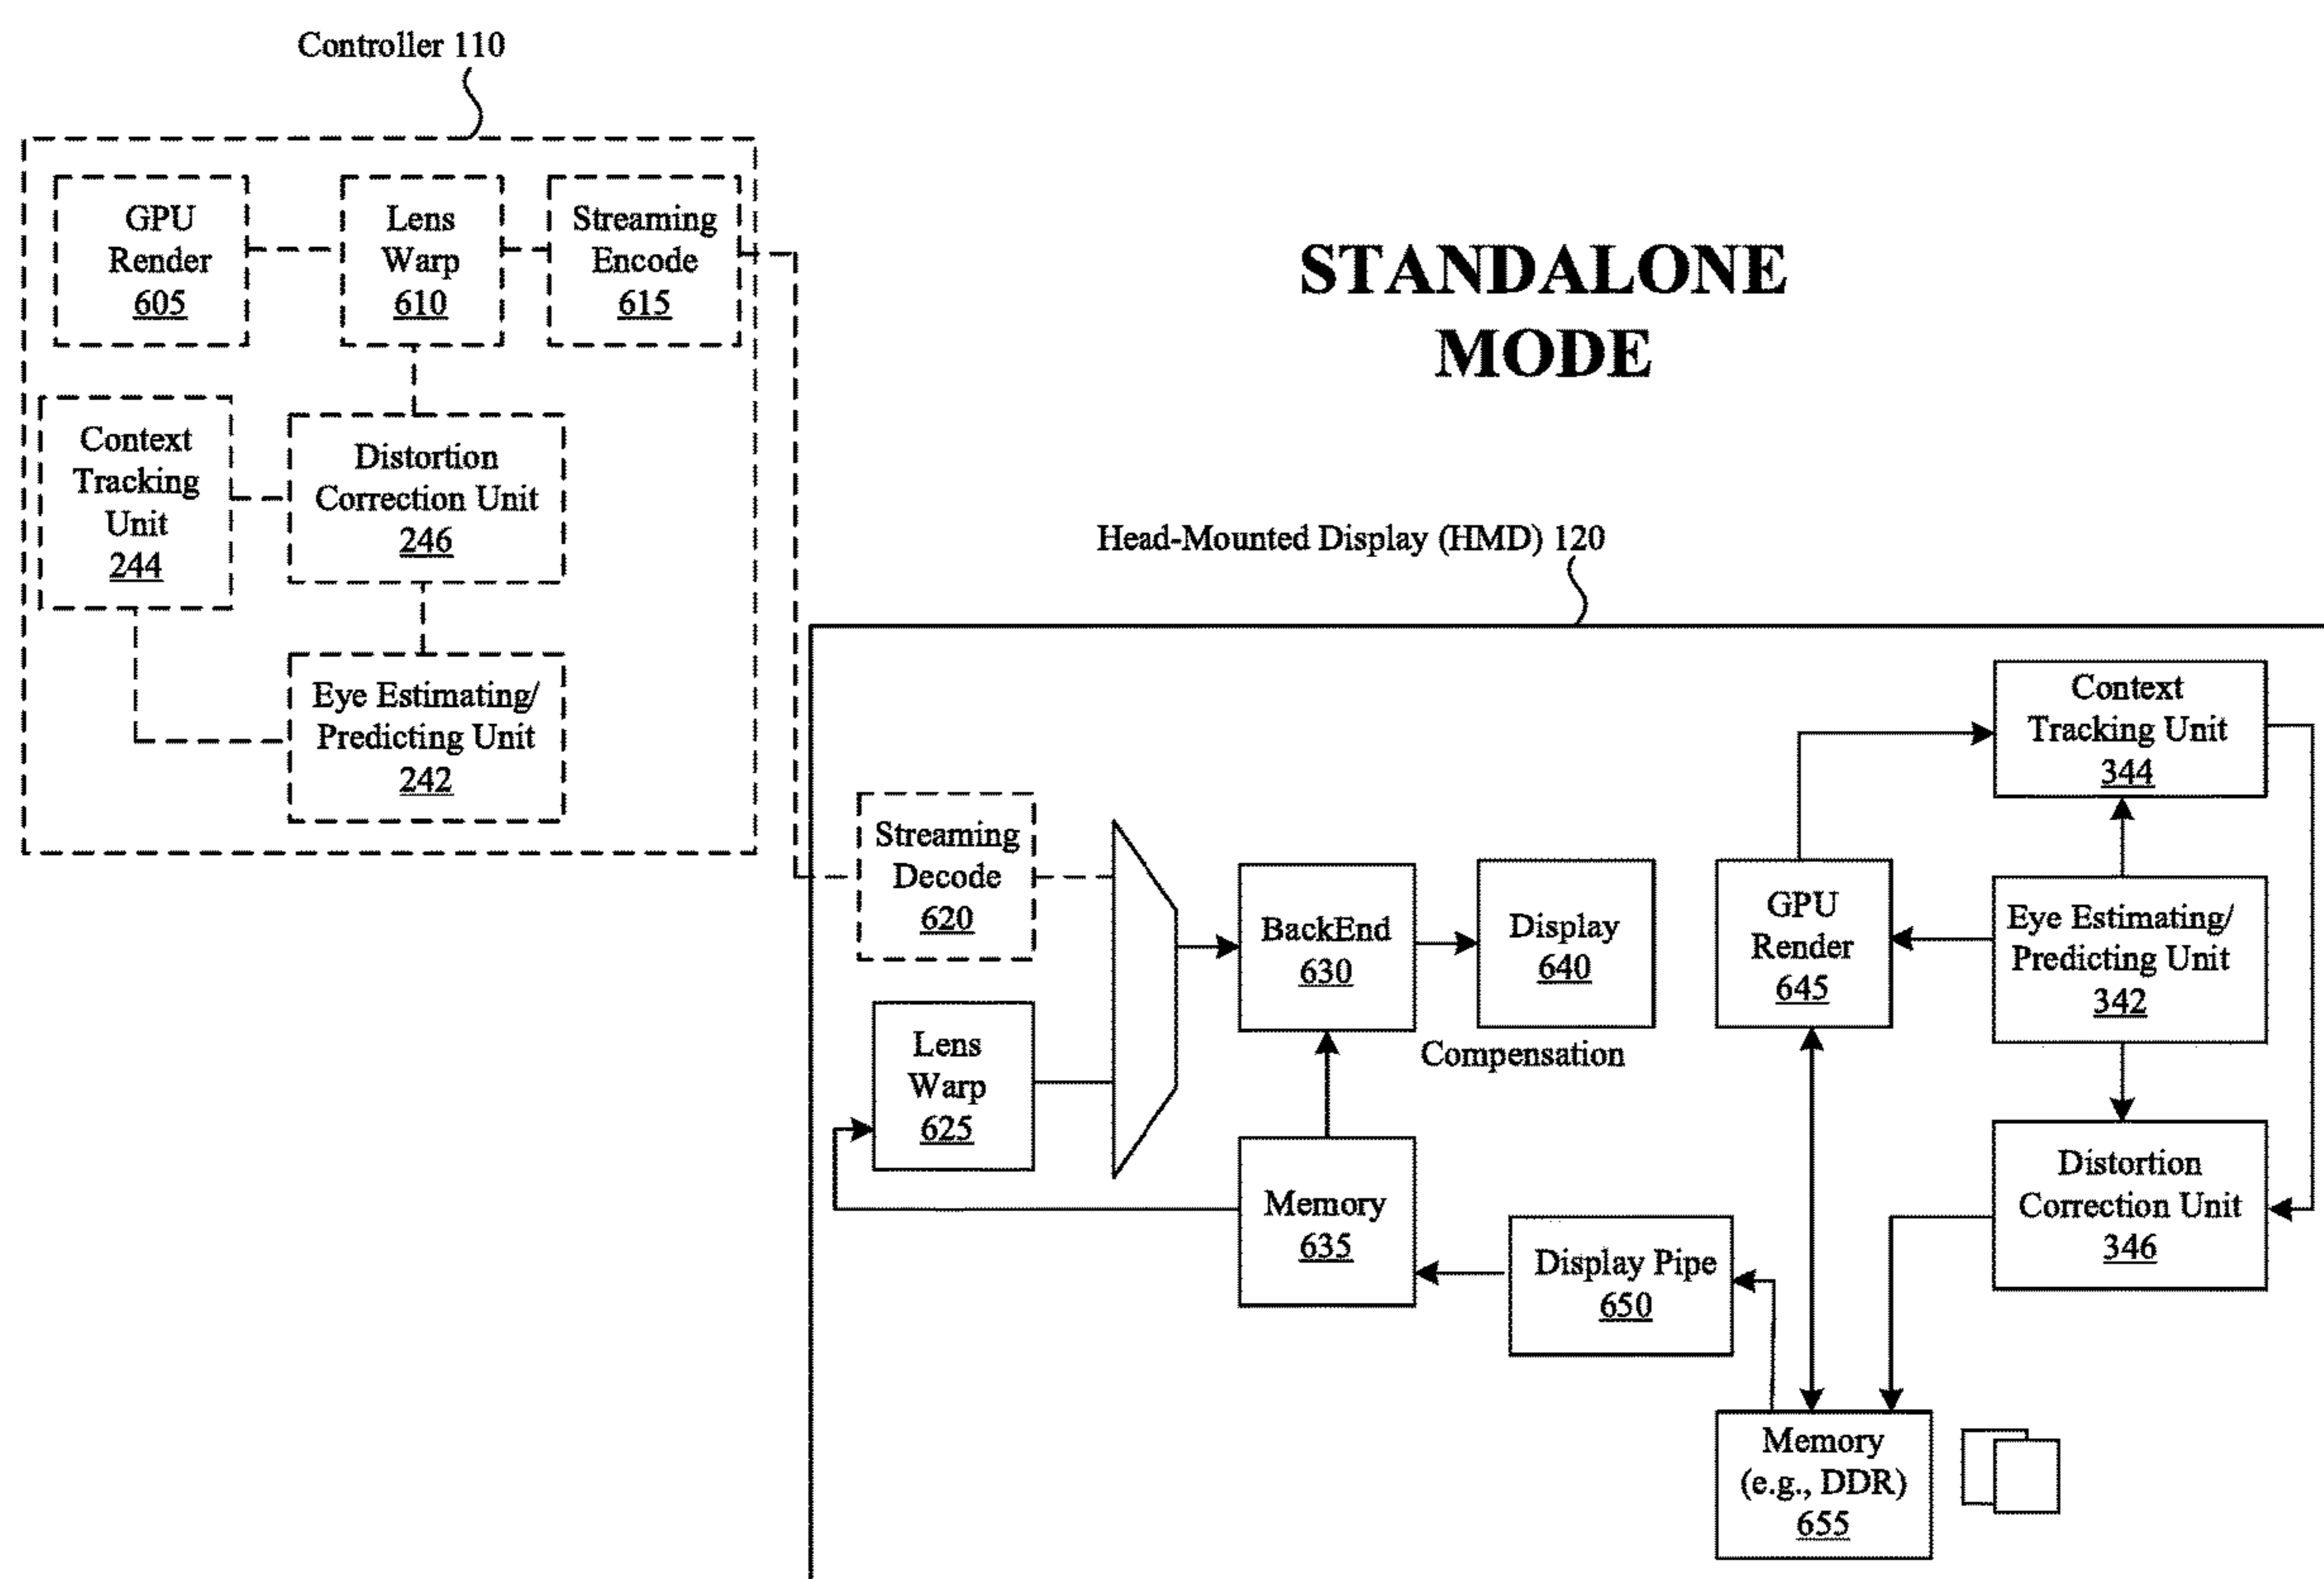 Controller 110
GPU
Render
605
Lens
Warp
610
Streaming
Encode
615
Context
Tracking
Unit
244
Distortion
Correction Unit
246
Eye Estimating/
Predicting Unit
242
STANDALONE
MODE
Head-Mounted Display (HMD) 120
Streaming
Decode
620
Lens
Warp
625
BackEnd
630
Display
640
Compensation
Memory
635
Display Pipe
650
GPU
Render
645
Context
Tracking Unit
344
Eye Estimating/
Predicting Unit
342
Distortion
Correction Unit
346
Memory
(e.g., DDR)
655